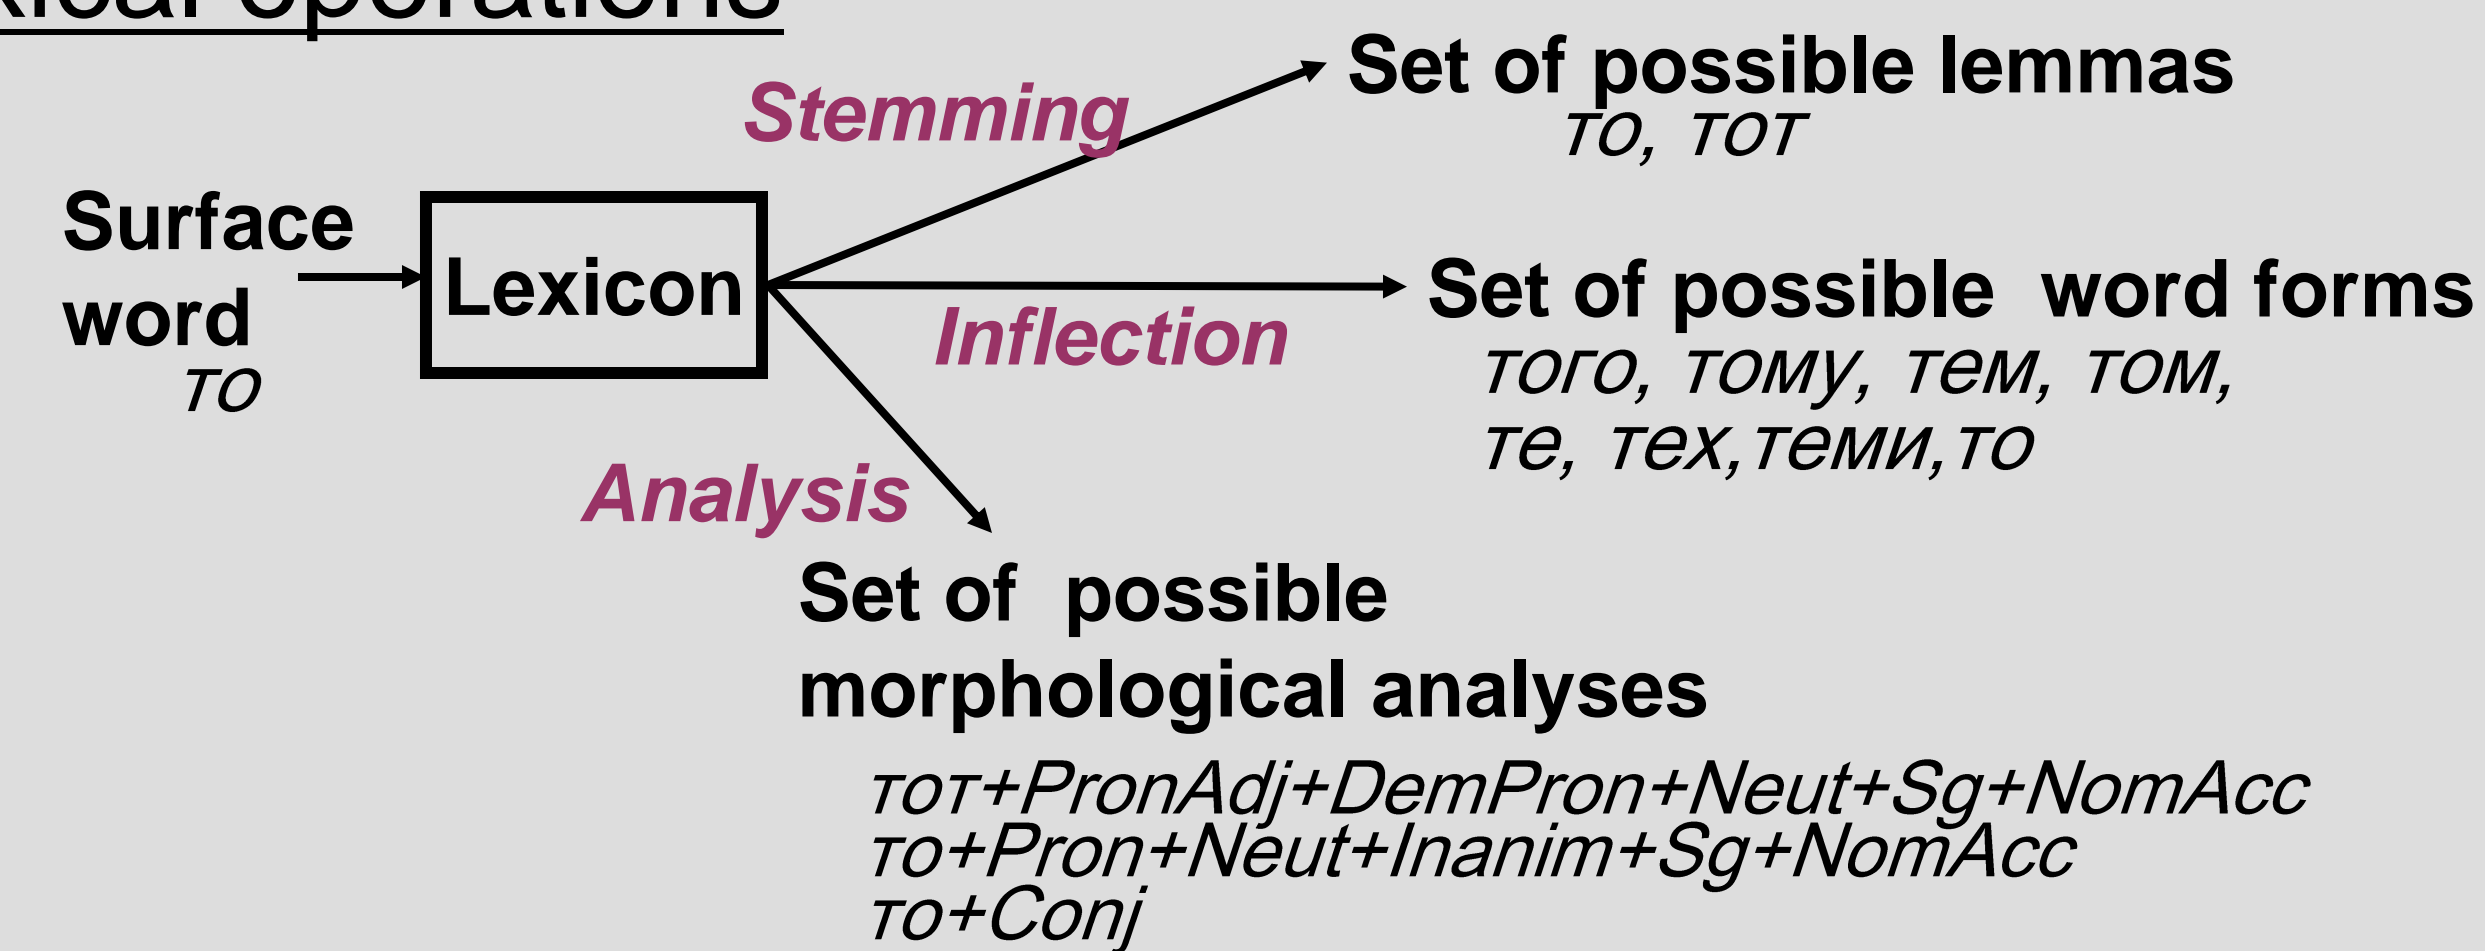 operations
Stemming
Set of possible lemmas
то, тот
Surface
word
то
Lexicon
Inflection
Set of possible word forms
того, тому, тем, том,
те, тех,теми,то
Analysis
Set of possible
morphological analyses
тот+PronAdj+DemPron+Neut+Sg+NomAcc
то+Pron+Neut+Inanim+Sg+NomAcc
то+Conj